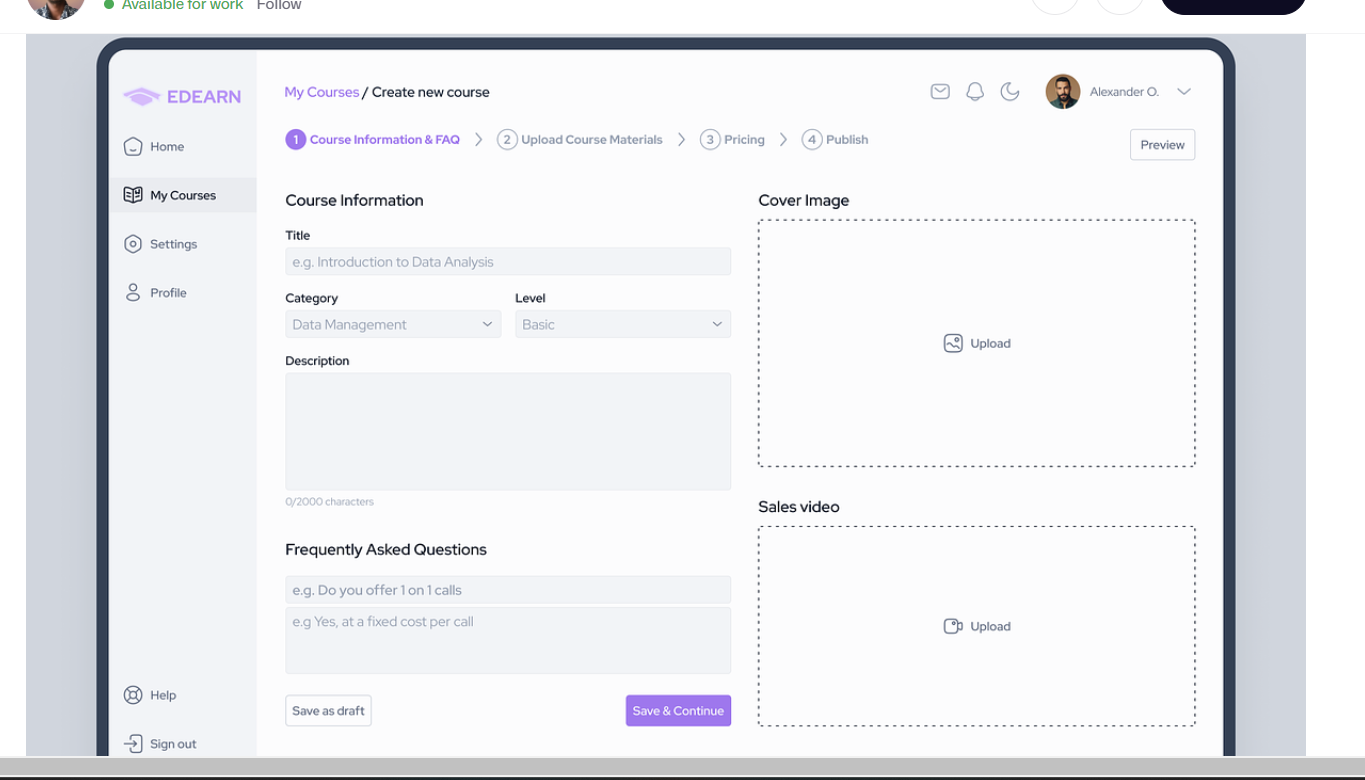 Available for work Follow
EDEARN
Home
My Courses
Settings
Profile
Help
Sign out
My Courses / Create new course
Alexander O.
1 Course Information & FAQ 2 Upload Course Materials 3 Pricing 4 Publish
Preview
Course Information
Title
e.g. Introduction to Data Analysis
Category Level
Data Management Basic
Description
0/2000 characters
Frequently Asked Questions
e.g. Do you offer 1 on 1 calls
e.g Yes, at a fixed cost per call
Save as draft Save & Continue
Cover Image
Upload
Sales video
Upload